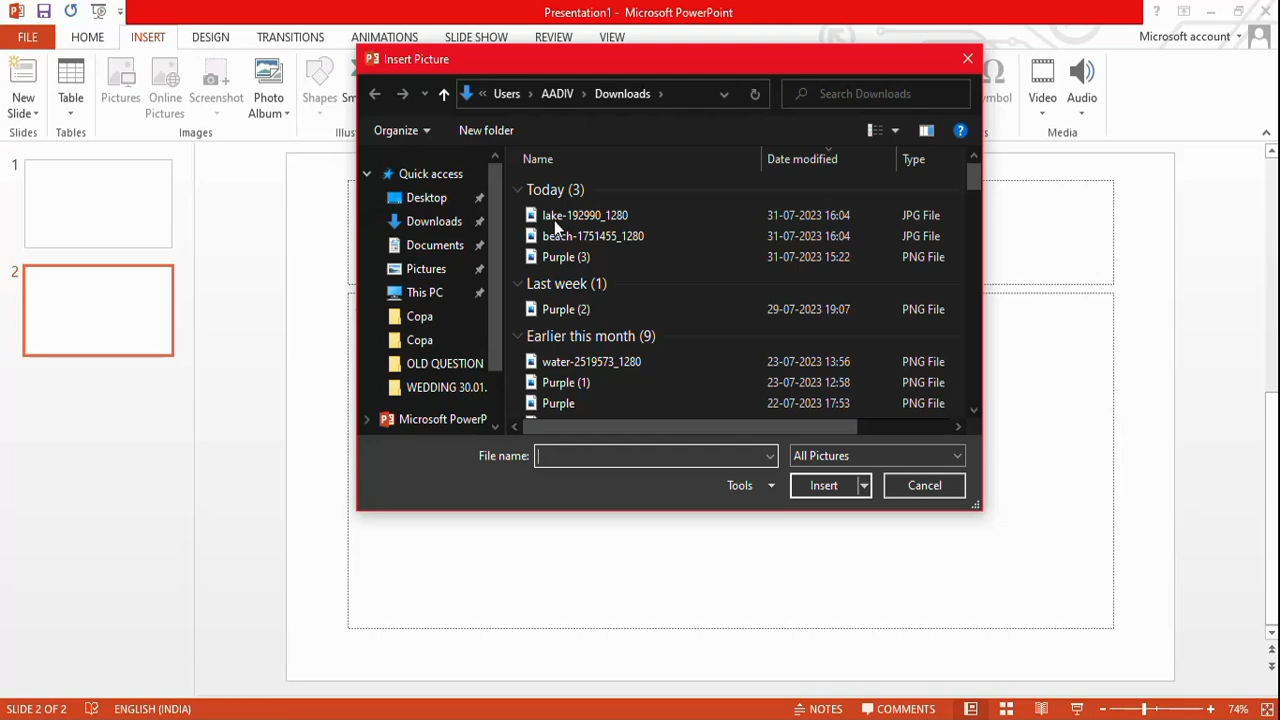 Presentation1 - Microsoft PowerPoint
FILE HOME INSERT DESIGN TRANSITIONS ANIMATIONS SLIDE SHOW REVIEW VIEW Microsoft account
New Slide Table Pictures Online Pictures Screenshot Photo Album Shapes Video Audio
Slides Tables Images Media
Insert Picture
Users AADIV Downloads Search Downloads
Organize New folder
Name Date modified Type
Quick access
Desktop
Downloads
Documents
Pictures
This PC
Copa
Copa
OLD QUESTION
WEDDING 30.01.
Microsoft PowerP
Today (3)
lake-192990_1280 31-07-2023 16:04 JPG File
beach-1751455_1280 31-07-2023 16:04 JPG File
Purple (3) 31-07-2023 15:22 PNG File
Last week (1)
Purple (2) 29-07-2023 19:07 PNG File
Earlier this month (9)
water-2519573_1280 23-07-2023 13:56 PNG File
Purple (1) 23-07-2023 12:58 PNG File
Purple 22-07-2023 17:53 PNG File
File name: All Pictures
Tools Insert Cancel
1
2
SLIDE 2 OF 2 ENGLISH (INDIA) NOTES COMMENTS 74%